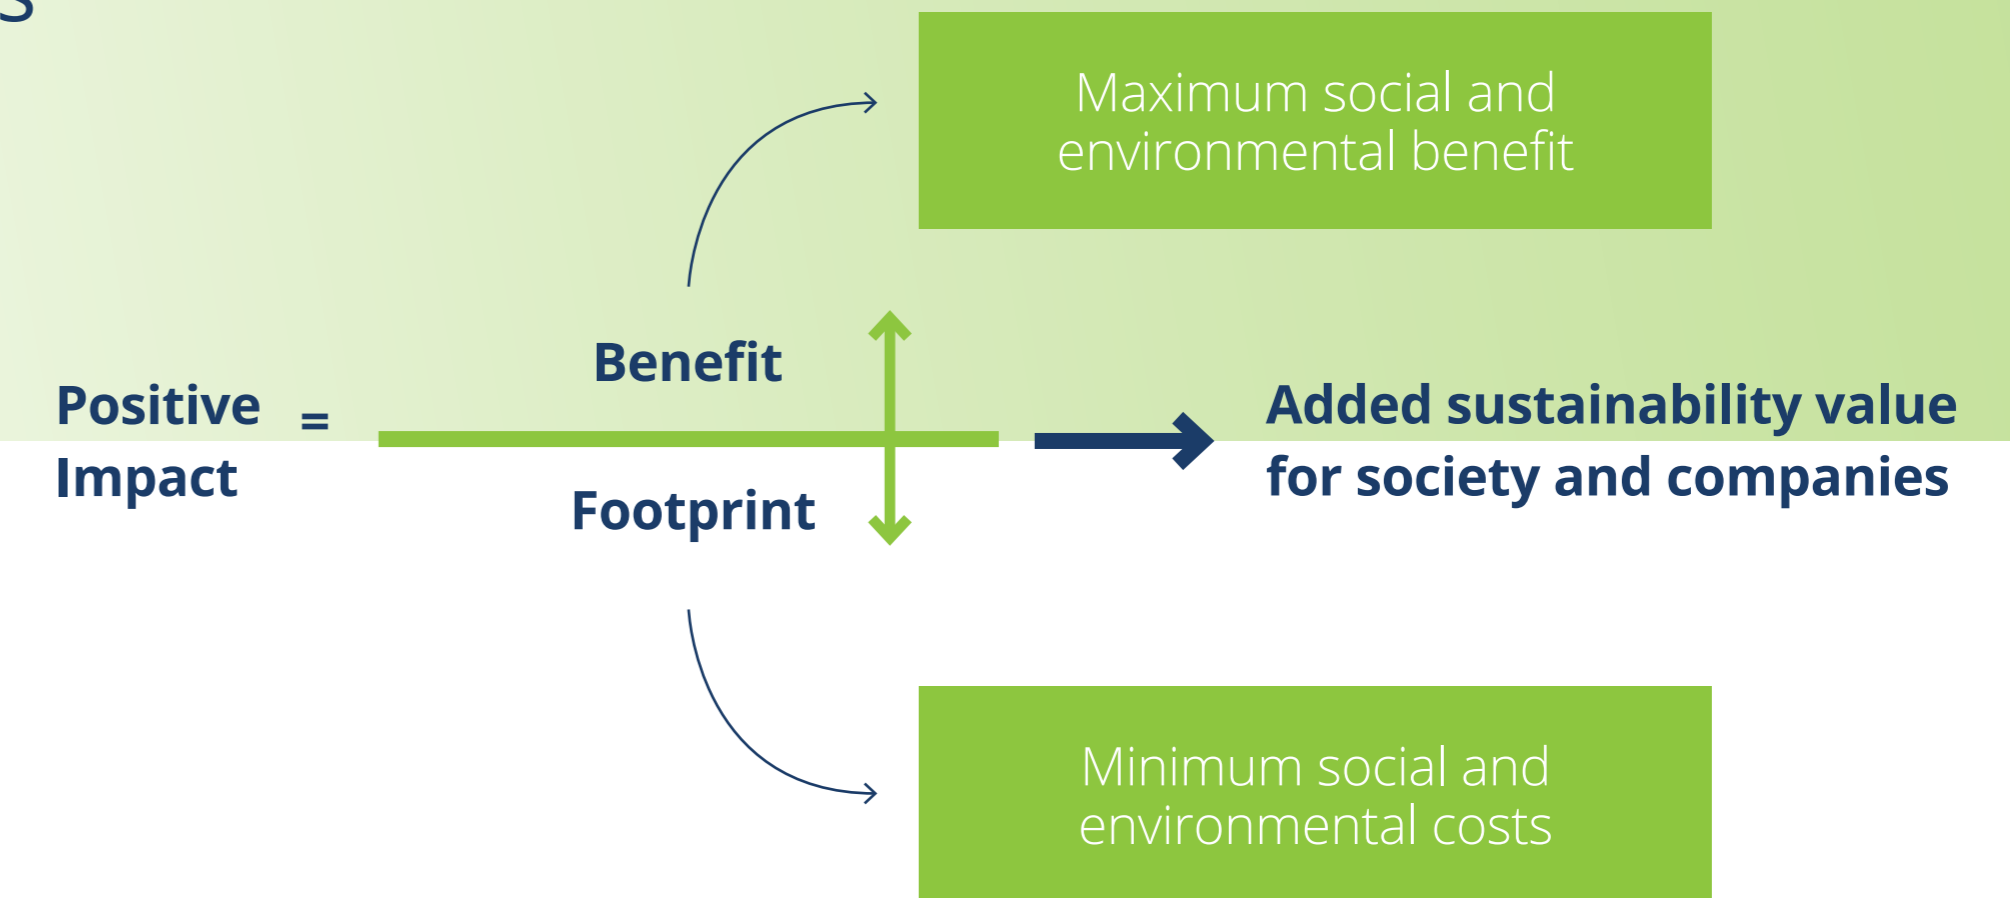 Maximum social and
environmental benefit
Benefit
Positive
Impact
=
Footprint
Added sustainability value
for society and companies
Minimum social and
environmental costs